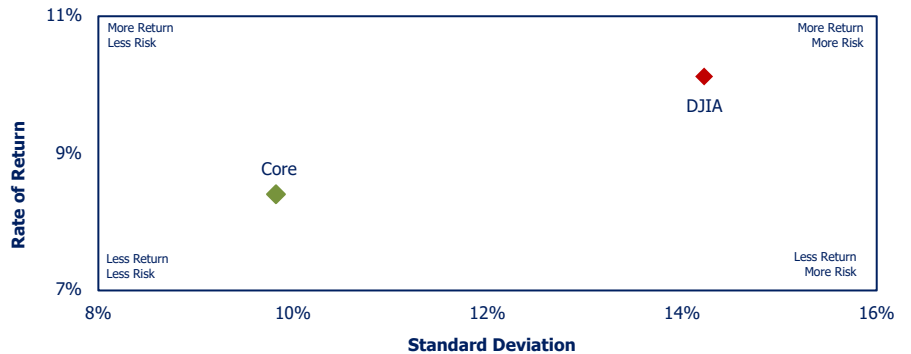 11%
More Return
Less Risk
More Return
More Risk
DJIA
Rate of Return
9%
Core
Less Return
Less Risk
Less Return
More Risk
7%
8%
10%
12%
14%
16%
Standard Deviation